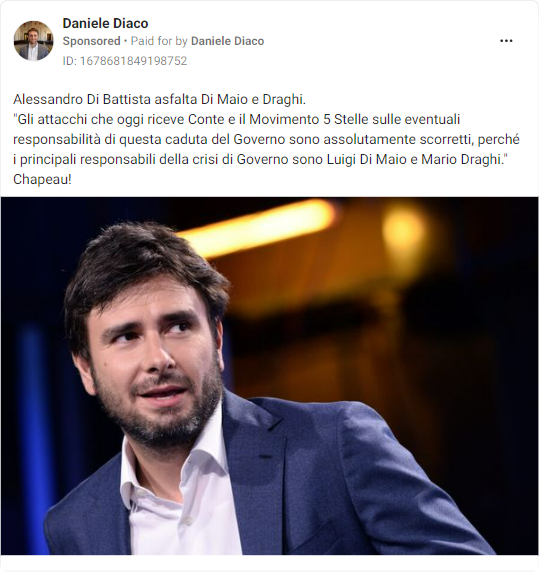 Daniele Diaco
Sponsored • Paid for by Daniele Diaco
ID: 1678681849198752
Alessandro Di Battista asfalta Di Maio e Draghi.
"Gli attacchi che oggi riceve Conte e il Movimento 5 Stelle sulle eventuali
responsabilità di questa caduta del Governo sono assolutamente scorretti, perché
i principali responsabili della crisi di Governo sono Luigi Di Maio e Mario Draghi."
Chapeau!